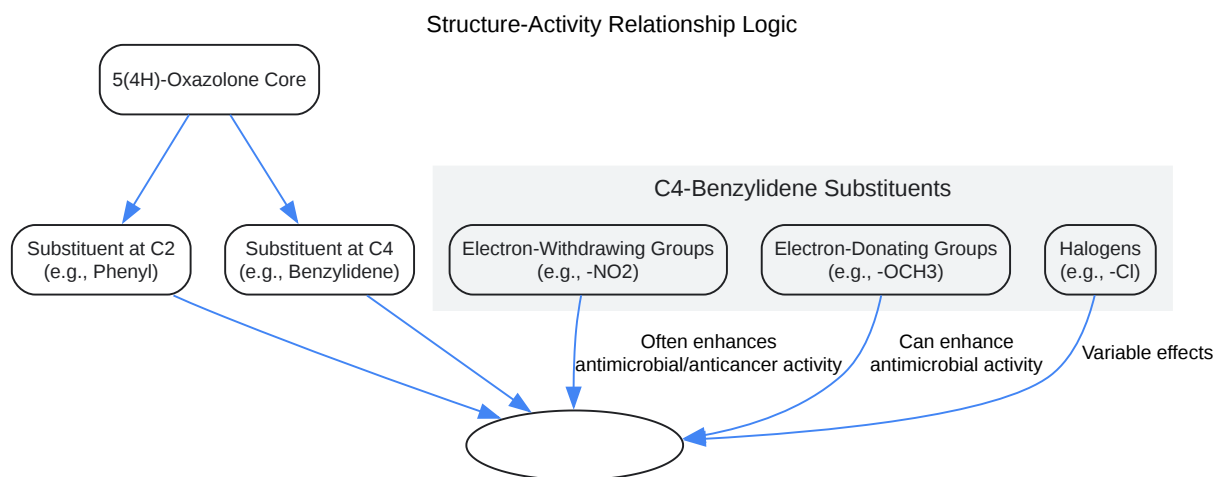 Structure-Activity Relationship Logic
5(4H)-Oxazolone Core
C4-Benzylidene Substituents
Substituent at C2
(e.g., Phenyl)
Substituent at C4
(e.g., Benzylidene)
Electron-Withdrawing Groups
(e.g., -NO2)
Electron-Donating Groups
(e.g., -OCH3)
Halogens
(e.g., -Cl)
Often enhances
antimicrobial/anticancer activity
Can enhance
antimicrobial activity
Variable effects